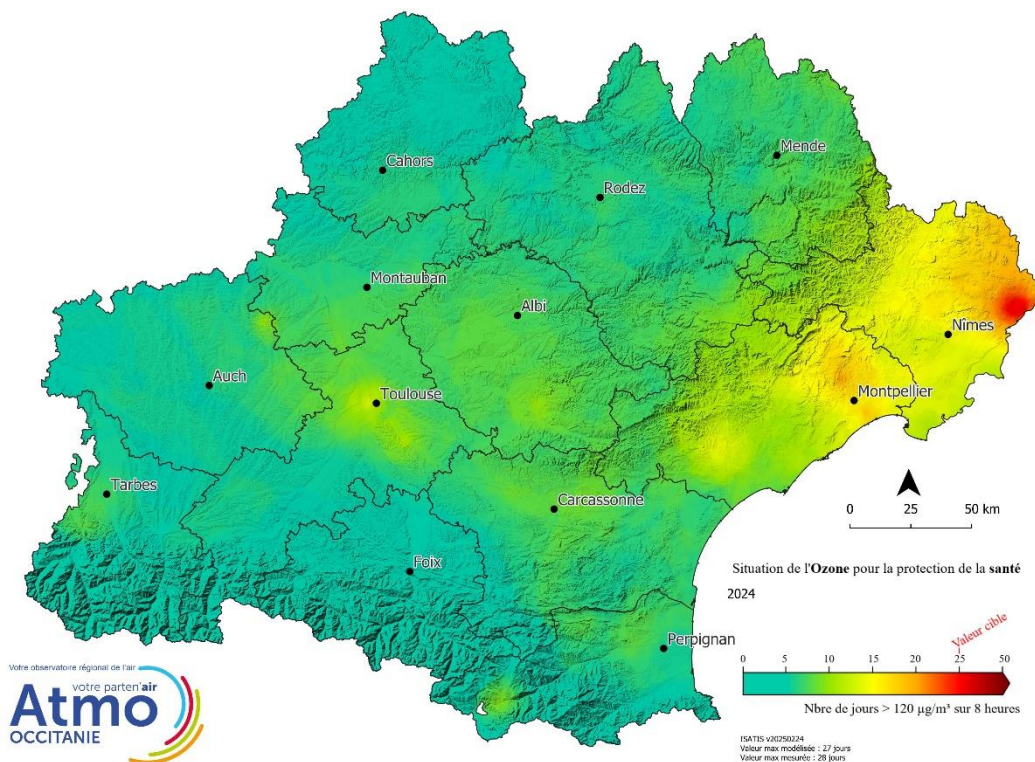 Cahors
Mende
Rodez
Montauban
Albi
Nîmes
Auch
Toulouse
Montpellier
Tarbes
Carcassonne
0 25 50 km
Foix
Situation de l'Ozone pour la protection de la santé
2024
Perpignan
Valeur cible
0 5 10 15 20 25 50
Nbre de jours > 120 µg/m³ sur 8 heures
ISATIS v20250224
Valeur max modélisée : 27 jours
Valeur max mesurée : 28 jours
Votre observatoire régional de l'air
votre parten'air
Atmo
OCCITANIE